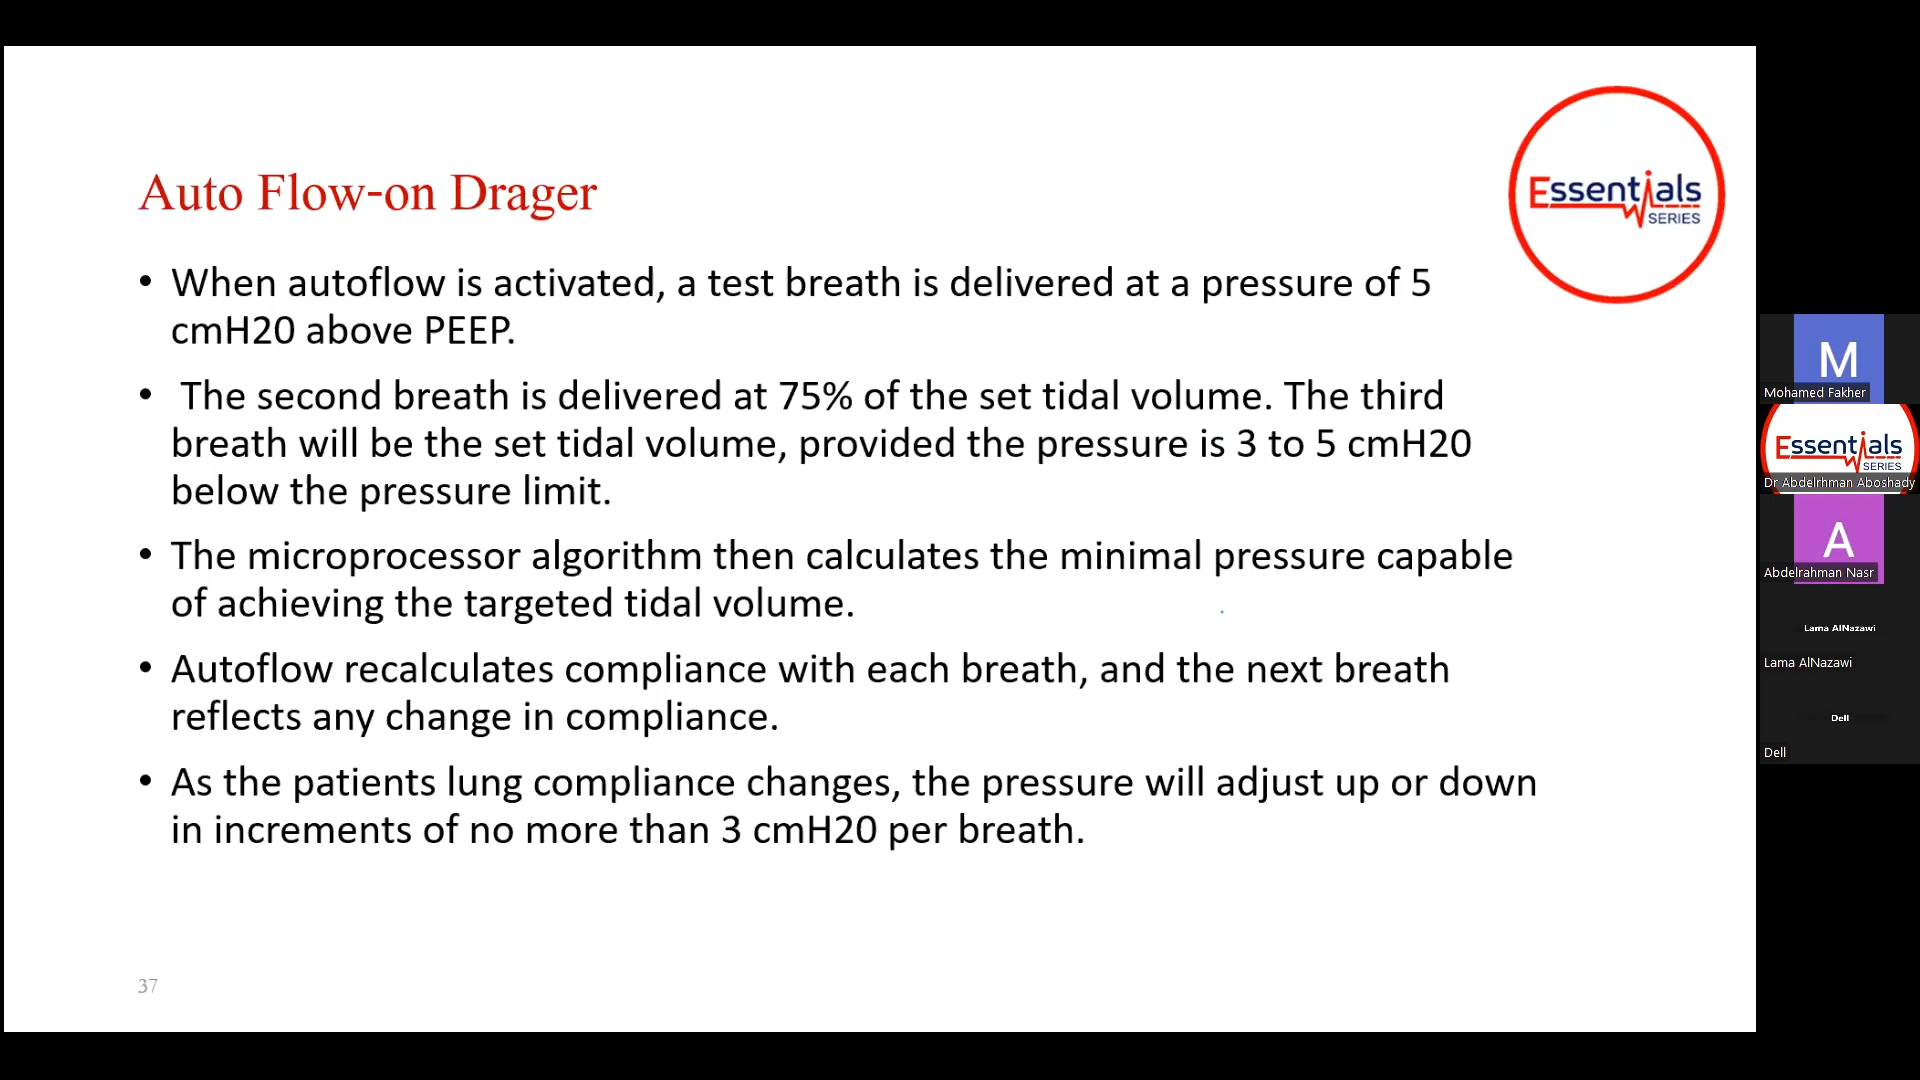 Auto Flow-on Drager
Essentials
SERIES
• When autoflow is activated, a test breath is delivered at a pressure of 5
cmH20 above PEEP.
• The second breath is delivered at 75% of the set tidal volume. The third
breath will be the set tidal volume, provided the pressure is 3 to 5 cmH20
below the pressure limit.
• The microprocessor algorithm then calculates the minimal pressure capable
of achieving the targeted tidal volume.
• Autoflow recalculates compliance with each breath, and the next breath
reflects any change in compliance.
• As the patients lung compliance changes, the pressure will adjust up or down
in increments of no more than 3 cmH20 per breath.
37
M
Mohamed Fakher
Essentials
SERIES
Dr Abdelrhman Aboshady
A
Abdelrahman Nasr
Lama AlNazawi
Lama AlNazawi
Dell
Dell